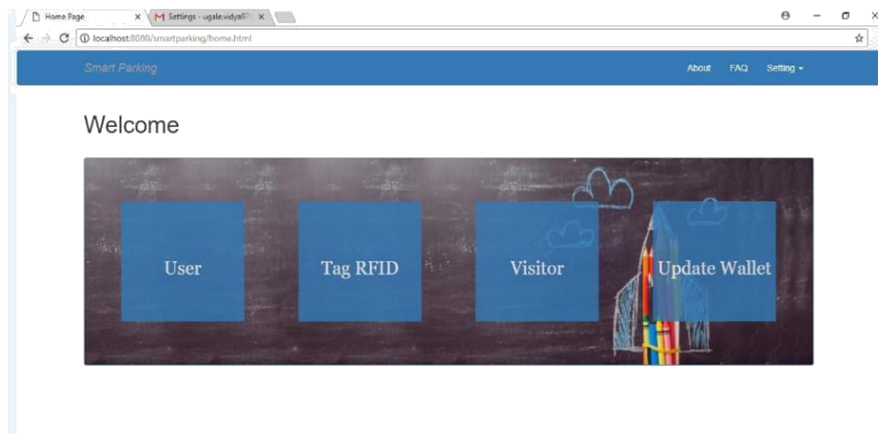 Home Page
Settings - ugale.vidya
localhost:8080/smartparking/home.html
Smart Parking
About FAQ Setting
Welcome
User Tag RFID Visitor Update Wallet